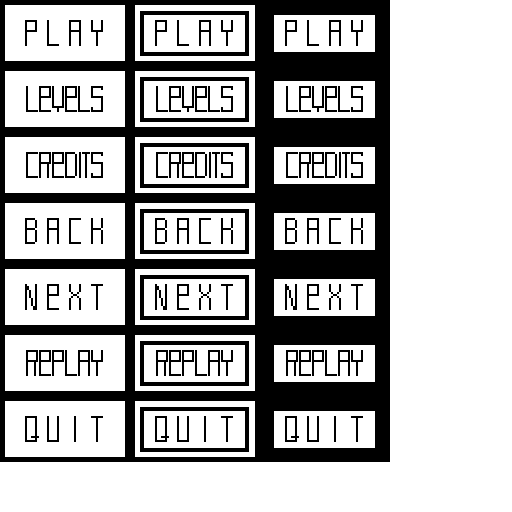 PLAY PLAY PLAY
LeVeLS LeVeLS LeVeLS
CReDITS CReDITS CReDITS
BACK BACK BACK
NeXT NeXT NeXT
RePLAY RePLAY RePLAY
QUIT QUIT QUIT